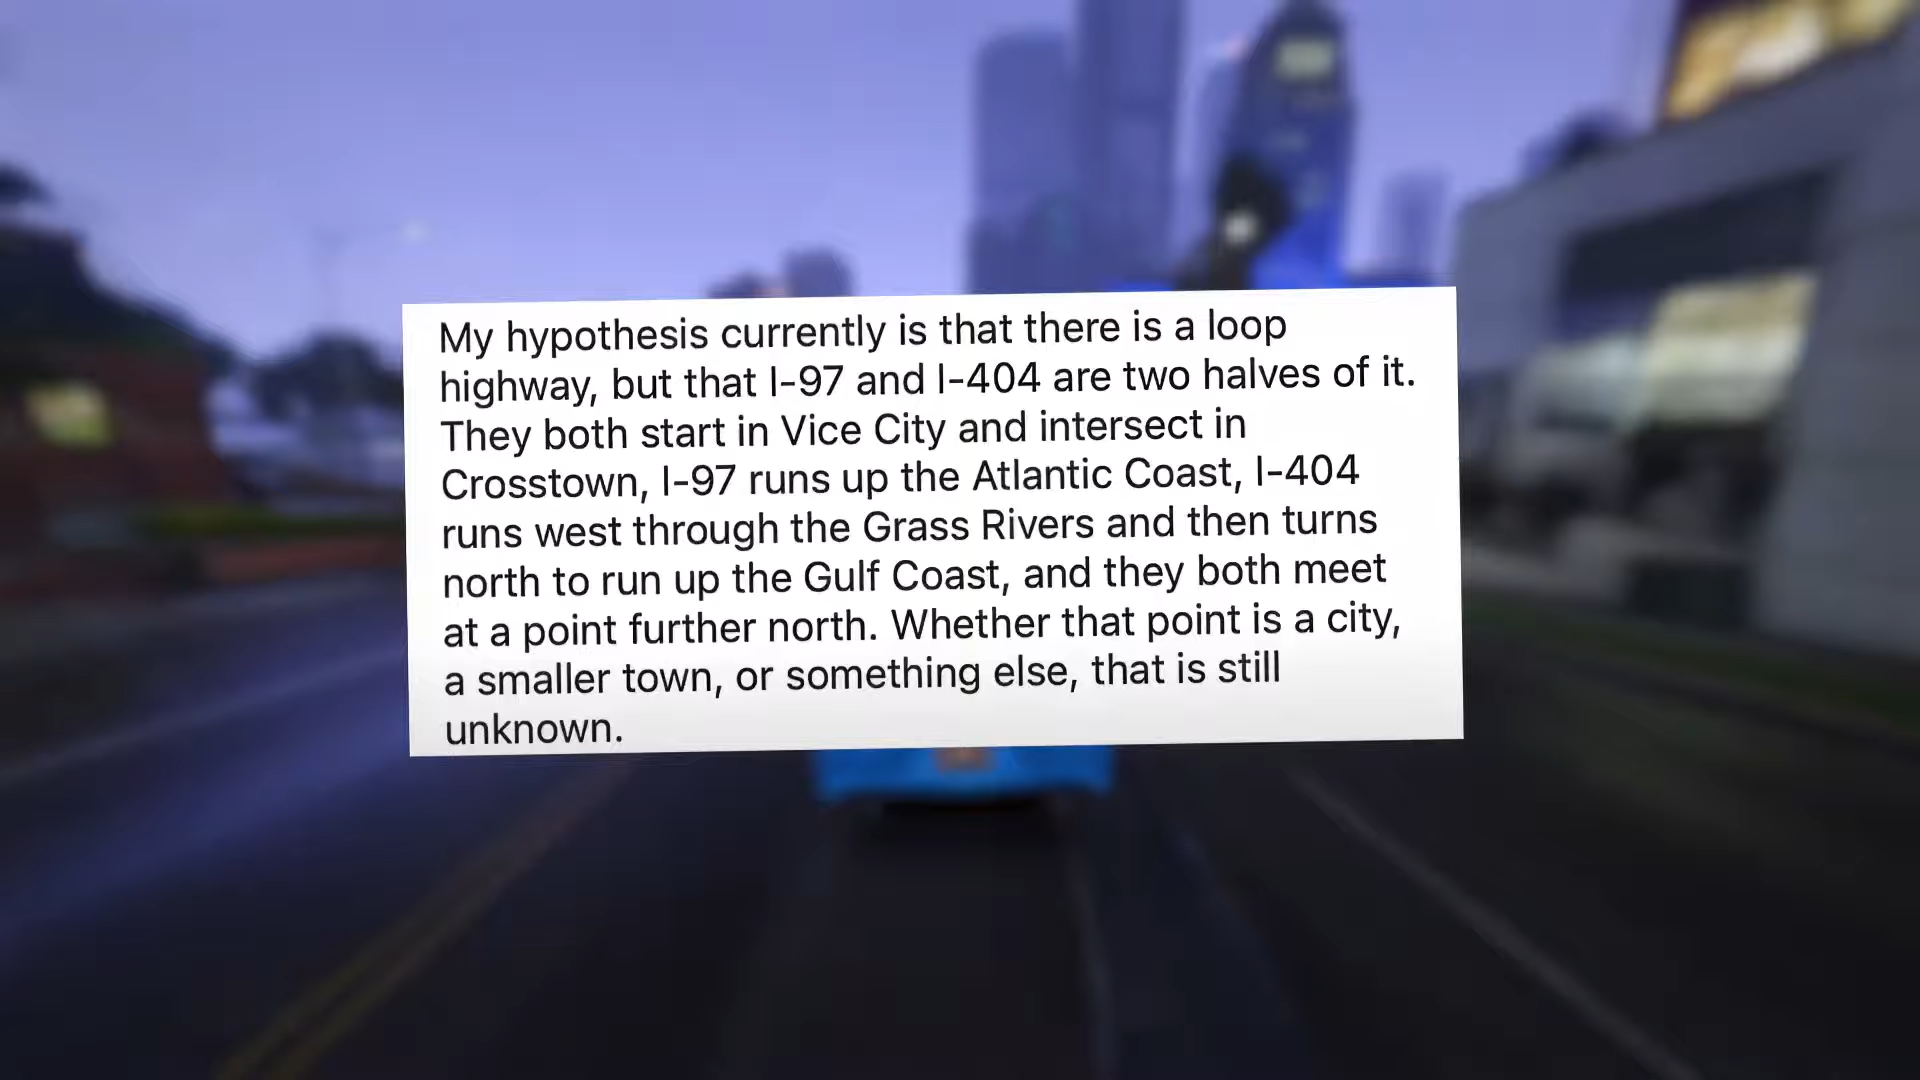 My hypothesis currently is that there is a loop
highway, but that I-97 and I-404 are two halves of it.
They both start in Vice City and intersect in
Crosstown, I-97 runs up the Atlantic Coast, I-404
runs west through the Grass Rivers and then turns
north to run up the Gulf Coast, and they both meet
at a point further north. Whether that point is a city,
a smaller town, or something else, that is still
unknown.